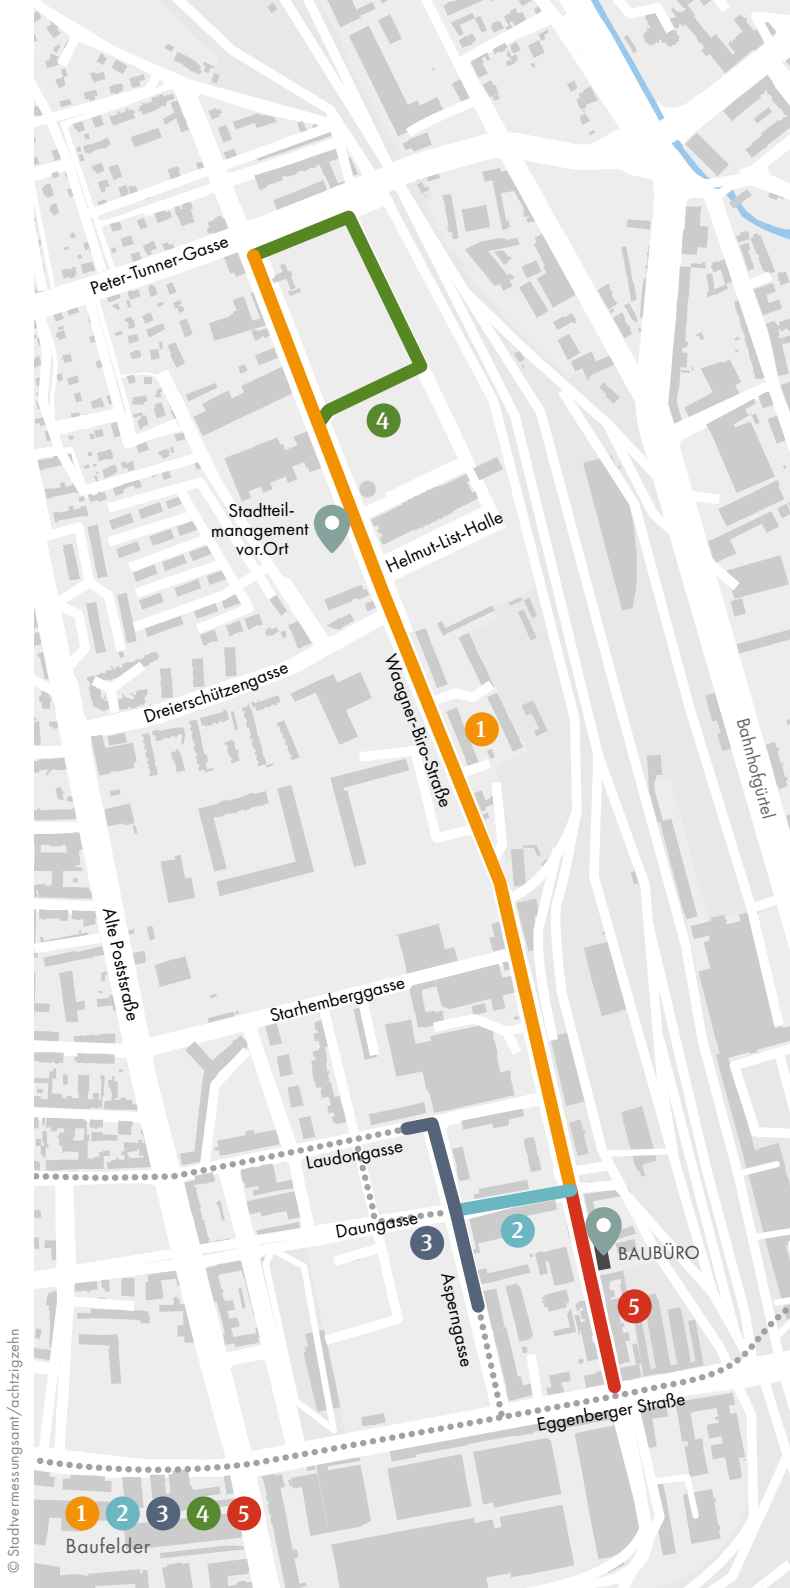 Peter-Tunner-Gasse
4
Stadtteil-
management
vor.Ort
Helmut-List-Halle
Dreierschützengasse
Waagner-Biro-Straße
1
Bahnhofgürtel
Alte Poststraße
Starhemberggasse
Laudongasse
Daungasse
3
2
BAUBÜRO
Asperngasse
5
Eggenberger Straße
1 2 3 4 5
Baufelder
© Stadtvermessungsamt/achtzigzehn